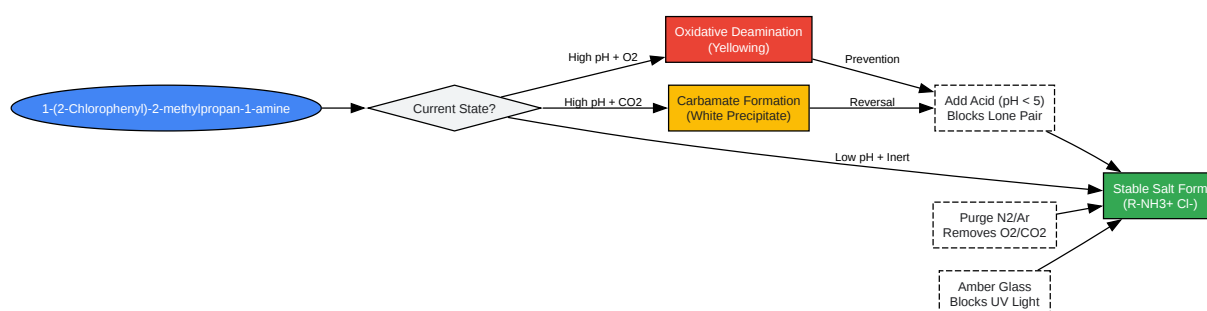 Oxidative Deamination
(Yellowing)
High pH + O2
Prevention
1-(2-Chlorophenyl)-2-methylpropan-1-amine
Current State?
High pH + CO2
Carbamate Formation
(White Precipitate)
Reversal
Add Acid (pH < 5)
Blocks Lone Pair
Low pH + Inert
Stable Salt Form
(R-NH3+ Cl-)
Purge N2/Ar
Removes O2/CO2
Amber Glass
Blocks UV Light